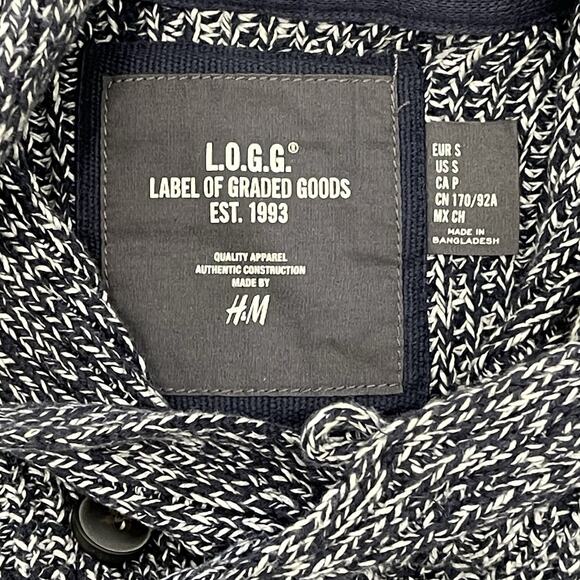 L.O.G.G.®
LABEL OF GRADED GOODS
EST. 1993
QUALITY APPAREL
AUTHENTIC CONSTRUCTION
MADE BY
H&M
EUR S
US S
CA P
CN 170/92A
MX CH
MADE IN
BANGLADESH